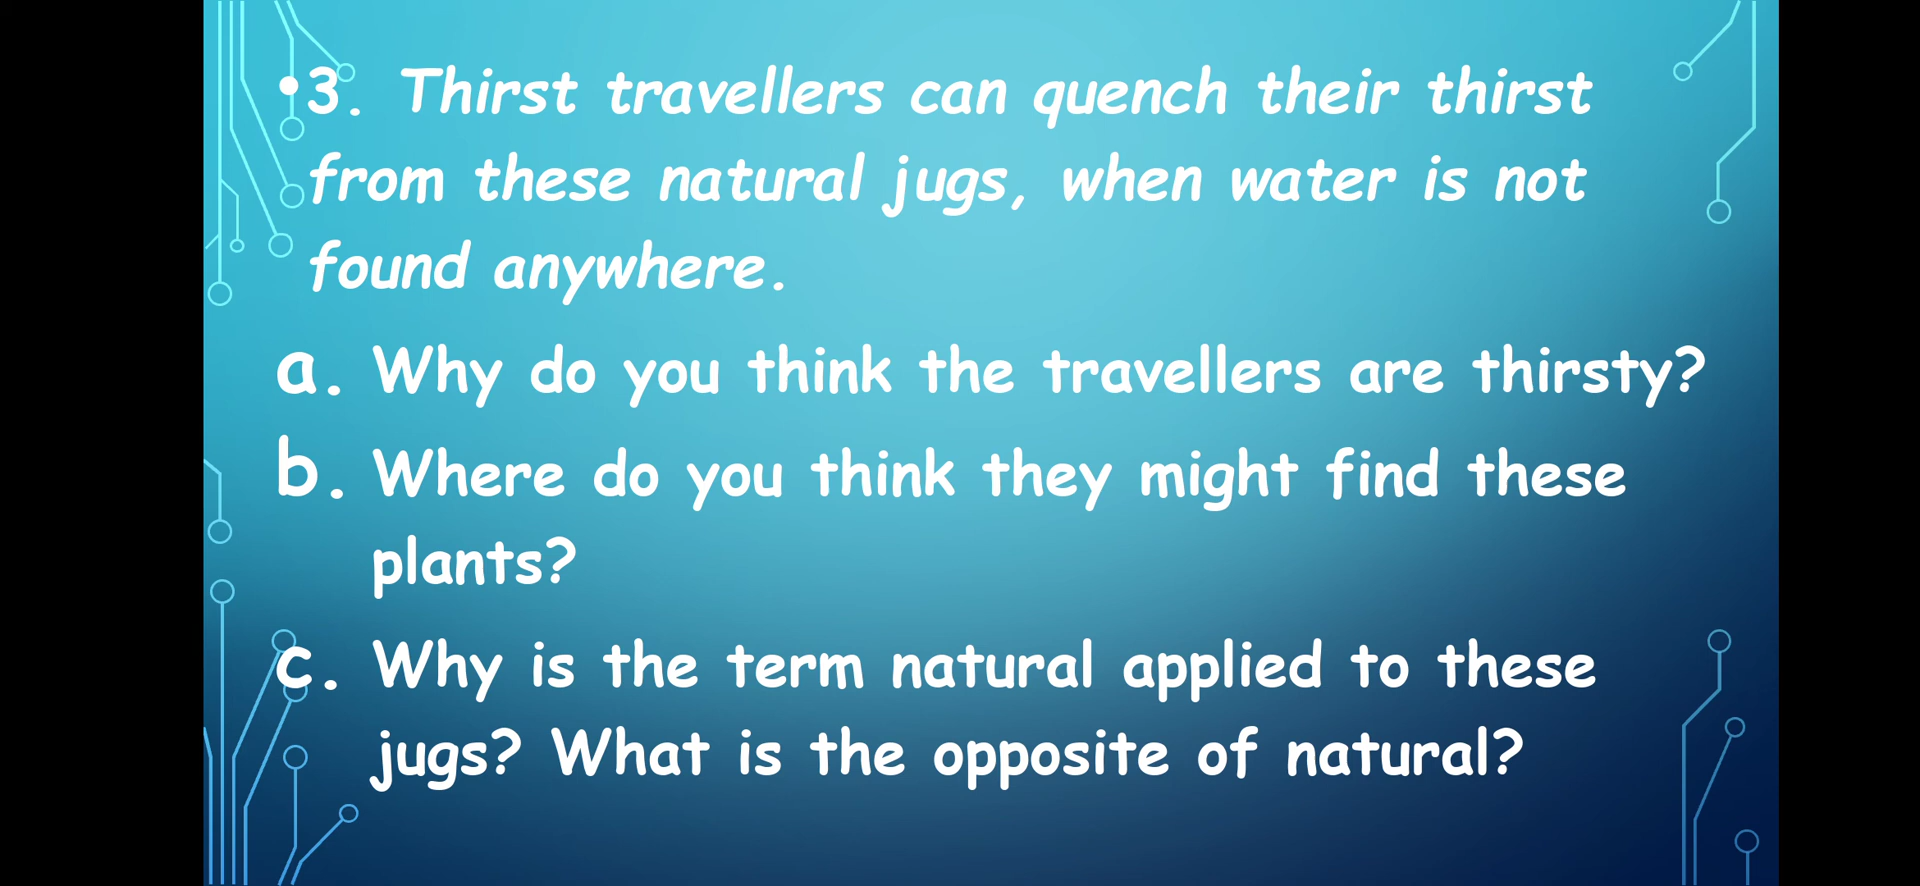 •3. Thirst travellers can quench their thirst
from these natural jugs, when water is not
found anywhere.
a. Why do you think the travellers are thirsty?
b. Where do you think they might find these
plants?
c. Why is the term natural applied to these
jugs? What is the opposite of natural?